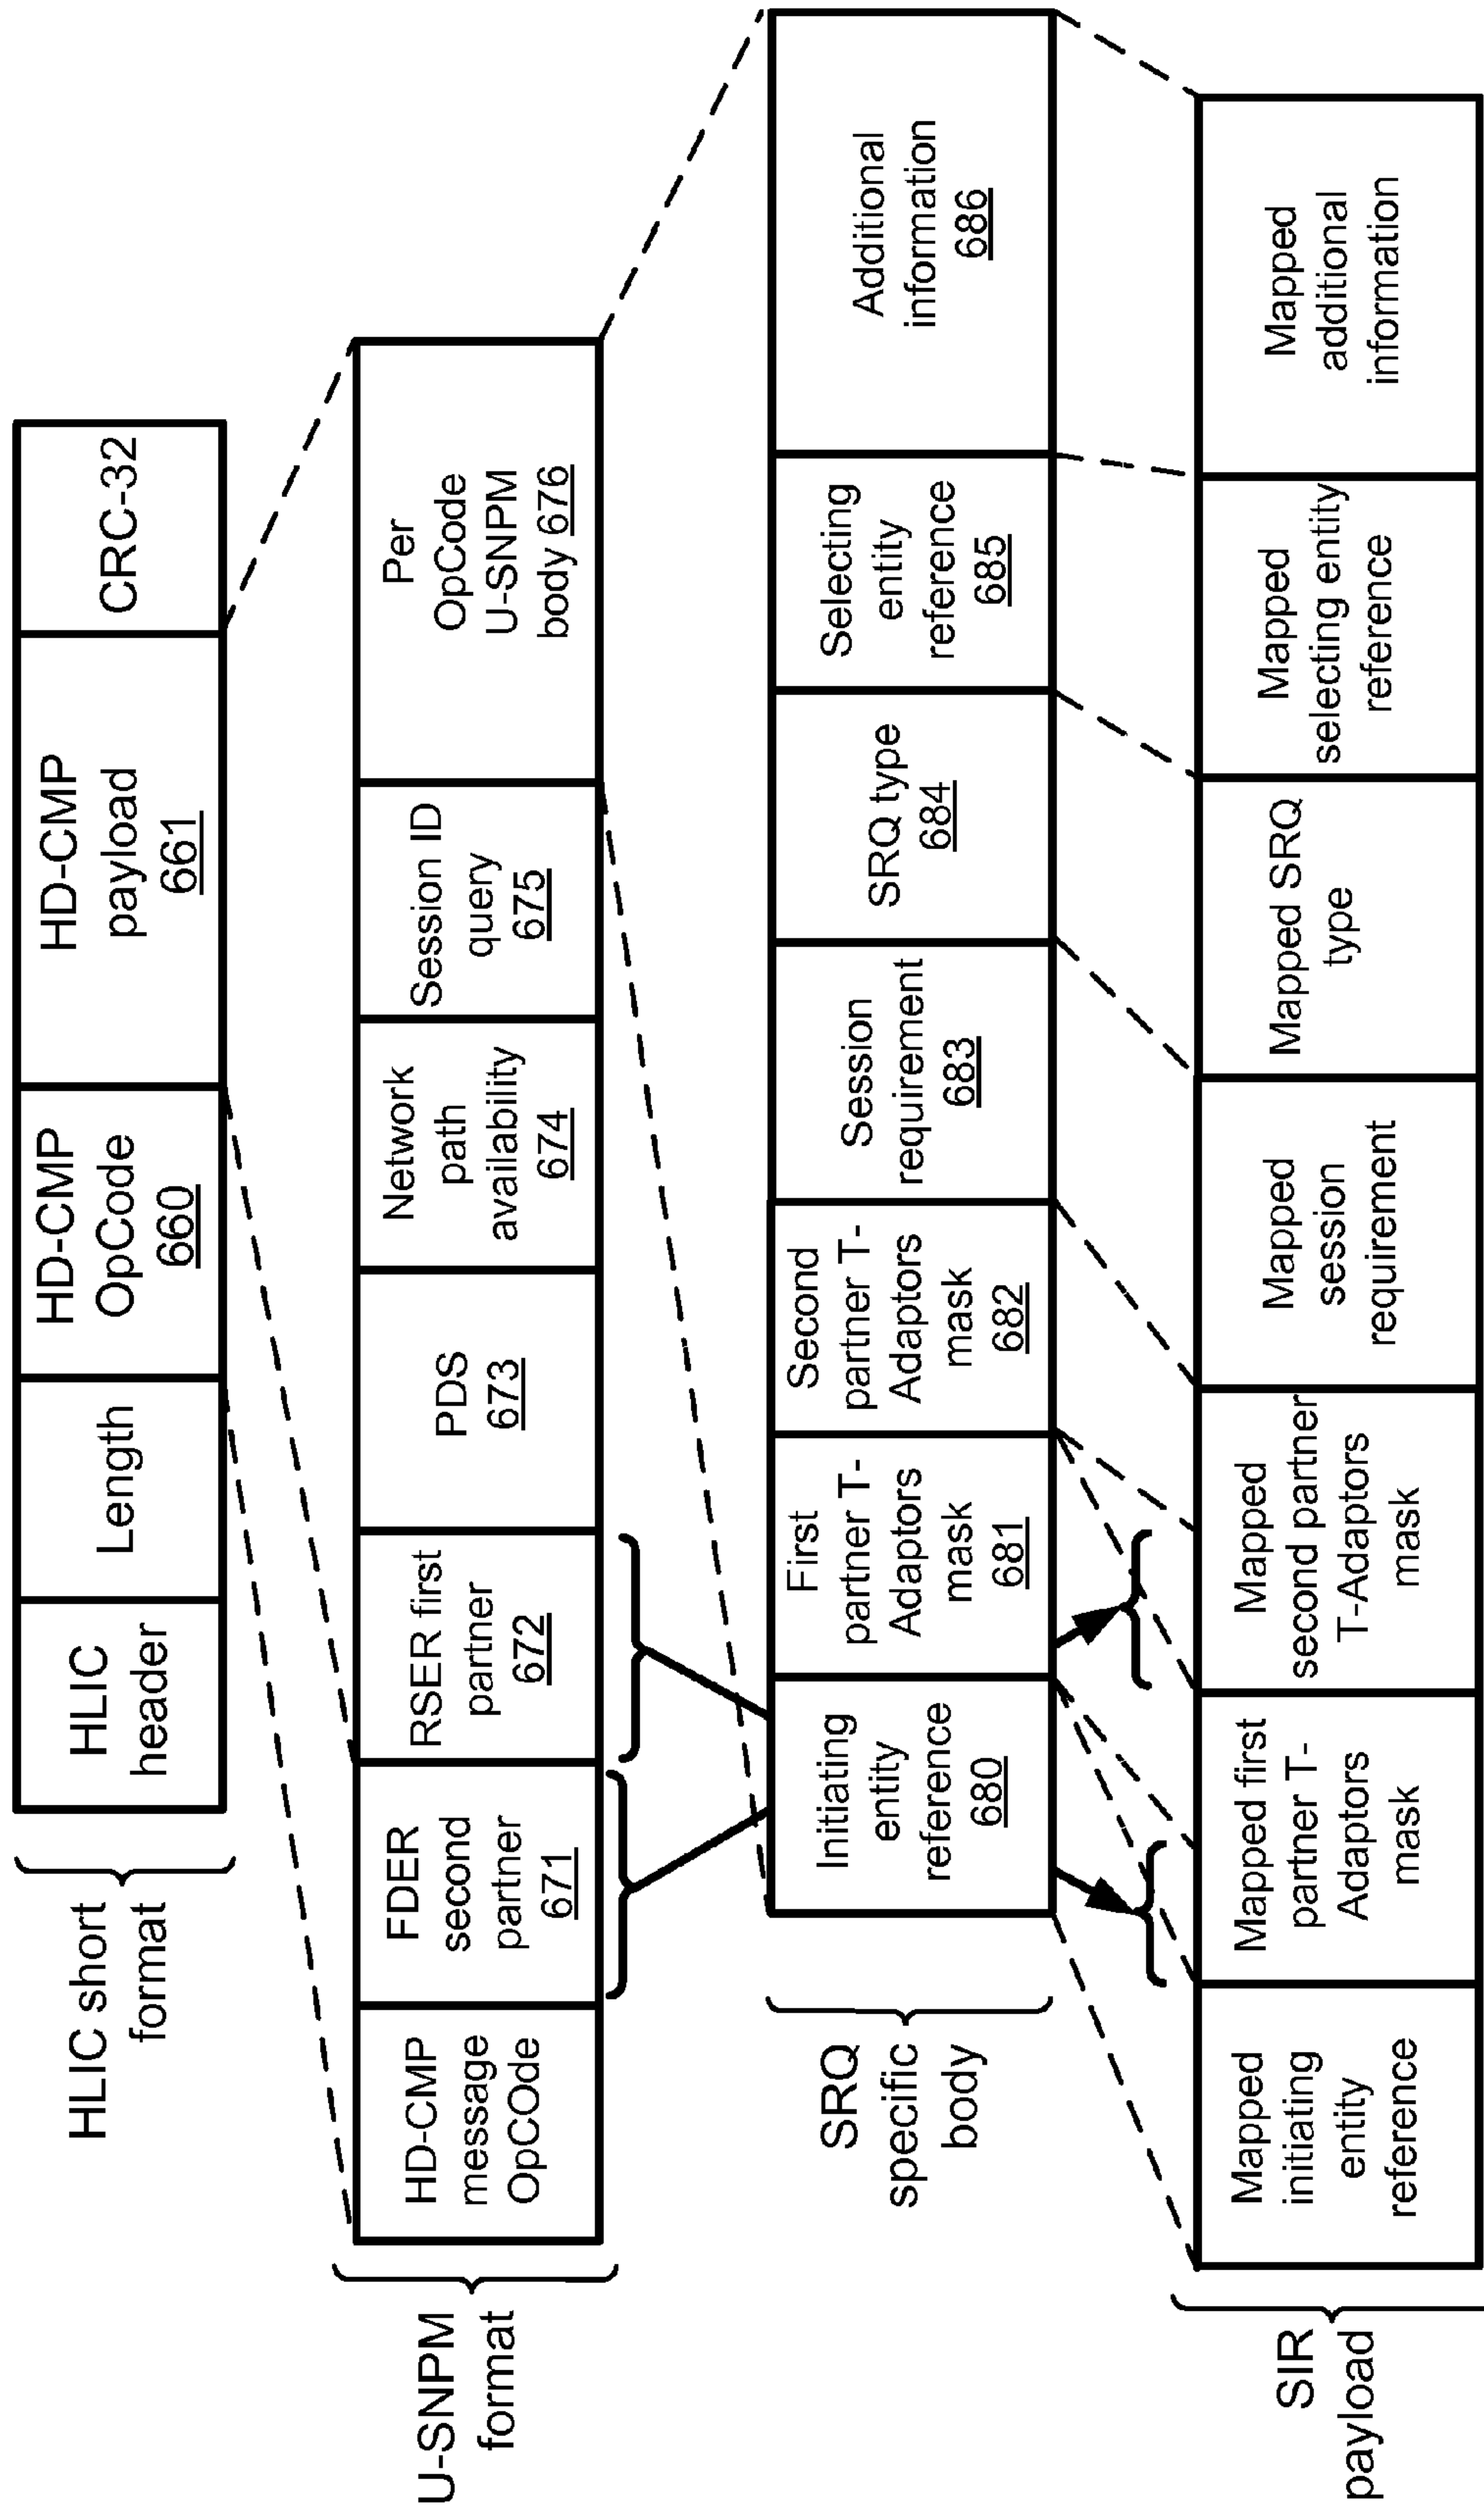 HLIC short
format
HLIC
header
Length
HD-CMP
OpCode
660
HD-CMP
payload
661
CRC-32
U-SNPM
format
HD-CMP
message
OpCOde
FDER
second
partner
671
RSER first
partner
672
PDS
673
Network
path
availability
674
Session ID
query
675
Per
OpCode
U-SNPM
body 676
SRQ
specific
body
Initiating
entity
reference
680
First
partner T-
Adaptors
mask
681
Second
partner T-
Adaptors
mask
682
Session
requirement
683
SRQ type
684
Selecting
entity
reference
685
Additional
information
686
SIR
payload
Mapped
initiating
entity
reference
Mapped first
partner T-
Adaptors
mask
Mapped
second partner
T-Adaptors
mask
Mapped
session
requirement
Mapped SRQ
type
Mapped
selecting entity
reference
Mapped
additional
information